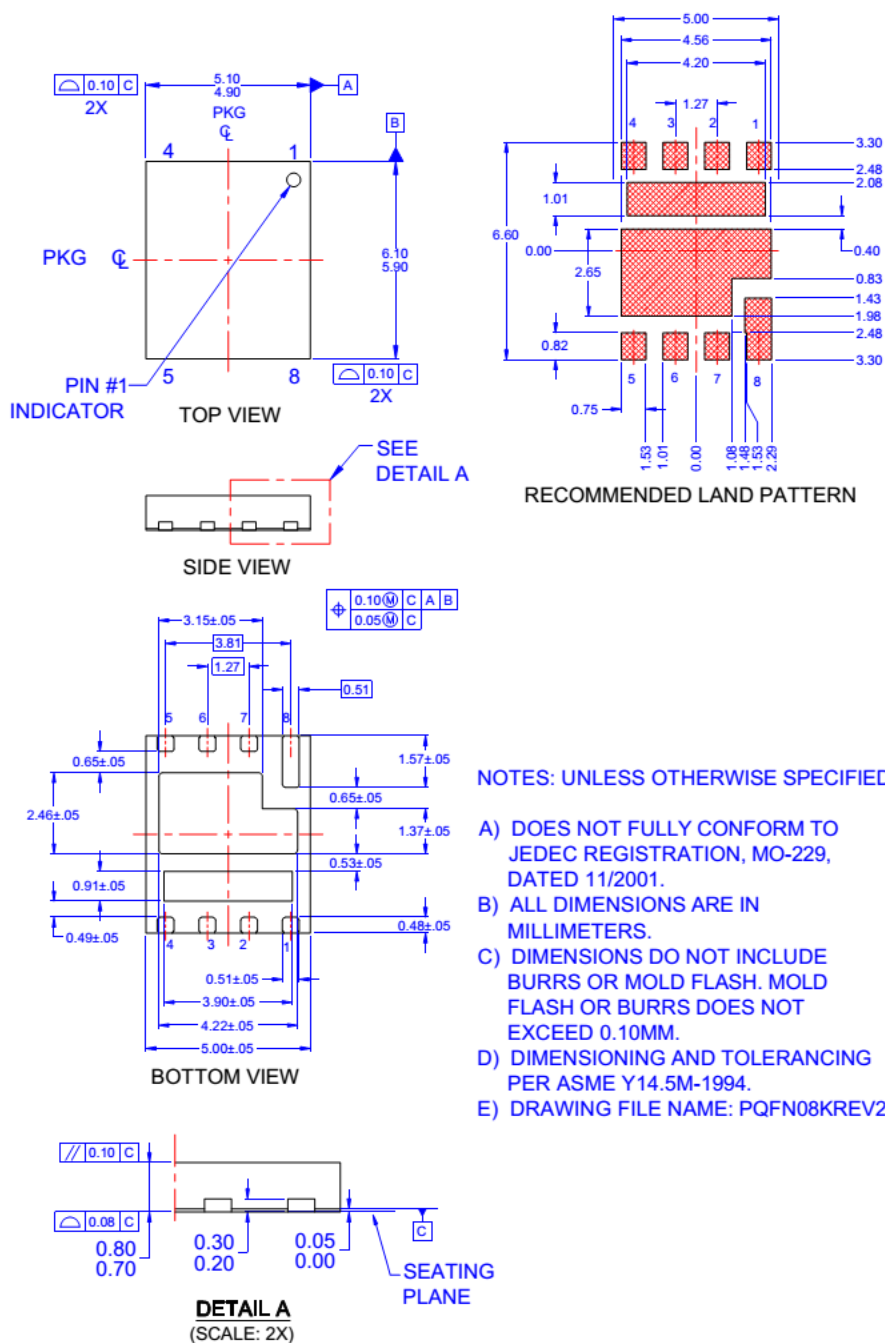 ⌓ 0.10 C
2X
5.10
4.90
A
PKG
℄
B
4
1
PKG ℄
6.10
5.90
5
8
PIN #1
INDICATOR
⌓ 0.10 C
2X
TOP VIEW
5.00
4.56
4.20
1.27
4
3
2
1
3.30
2.48
2.08
1.01
6.60
0.00
2.65
0.40
0.83
1.43
1.98
2.48
3.30
0.82
5
6
7
8
0.75
1.53
1.01
0.00
1.08
1.48
1.53
2.29
RECOMMENDED LAND PATTERN
SEE
DETAIL A
SIDE VIEW
⌖ 0.10Ⓜ C A B
0.05Ⓜ C
3.15±.05
3.81
1.27
0.51
5
6
7
8
0.65±.05
1.57±.05
0.65±.05
2.46±.05
1.37±.05
0.53±.05
0.91±.05
0.49±.05
0.48±.05
4
3
2
1
0.51±.05
3.90±.05
4.22±.05
5.00±.05
BOTTOM VIEW
NOTES: UNLESS OTHERWISE SPECIFIED
A) DOES NOT FULLY CONFORM TO
JEDEC REGISTRATION, MO-229,
DATED 11/2001.
B) ALL DIMENSIONS ARE IN
MILLIMETERS.
C) DIMENSIONS DO NOT INCLUDE
BURRS OR MOLD FLASH. MOLD
FLASH OR BURRS DOES NOT
EXCEED 0.10MM.
D) DIMENSIONING AND TOLERANCING
PER ASME Y14.5M-1994.
E) DRAWING FILE NAME: PQFN08KREV2
// 0.10 C
⌓ 0.08 C
0.80
0.70
0.30
0.20
0.05
0.00
C
SEATING
PLANE
DETAIL A
(SCALE: 2X)